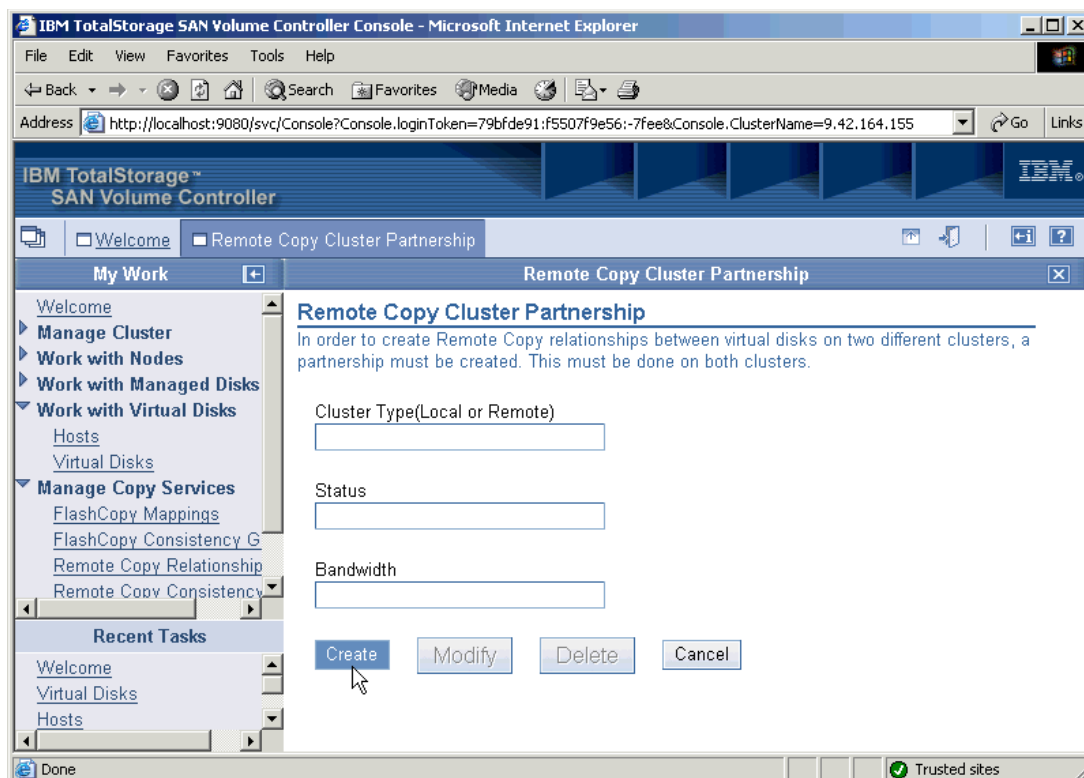 IBM TotalStorage SAN Volume Controller Console - Microsoft Internet Explorer
File Edit View Favorites Tools Help
Back Search Favorites Media
Address http://localhost:9080/svc/Console?Console.loginToken=79bfde91:f5507f9e56:-7fee&Console.ClusterName=9.42.164.155 Go Links
IBM TotalStorage™
SAN Volume Controller
IBM®
Welcome Remote Copy Cluster Partnership
My Work
Remote Copy Cluster Partnership
Welcome
Manage Cluster
Work with Nodes
Work with Managed Disks
Work with Virtual Disks
Hosts
Virtual Disks
Manage Copy Services
FlashCopy Mappings
FlashCopy Consistency G
Remote Copy Relationship
Remote Copy Consistency
Recent Tasks
Welcome
Virtual Disks
Hosts
Remote Copy Cluster Partnership
In order to create Remote Copy relationships between virtual disks on two different clusters, a
partnership must be created. This must be done on both clusters.
Cluster Type(Local or Remote)
Status
Bandwidth
Create Modify Delete Cancel
Done Trusted sites